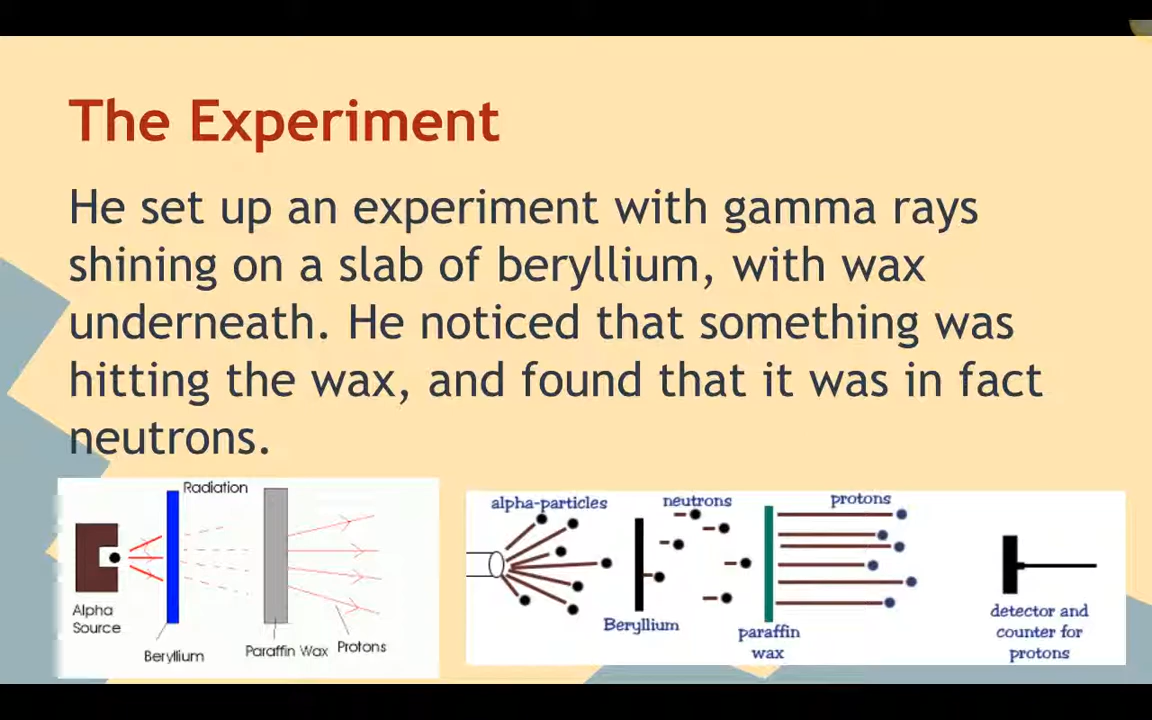 The Experiment
He set up an experiment with gamma rays
shining on a slab of beryllium, with wax
underneath. He noticed that something was
hitting the wax, and found that it was in fact
neutrons.
Radiation
Alpha
Source
Beryllium
Paraffin Wax
Protons
alpha-particles
neutrons
protons
Beryllium
paraffin
wax
detector and
counter for
protons